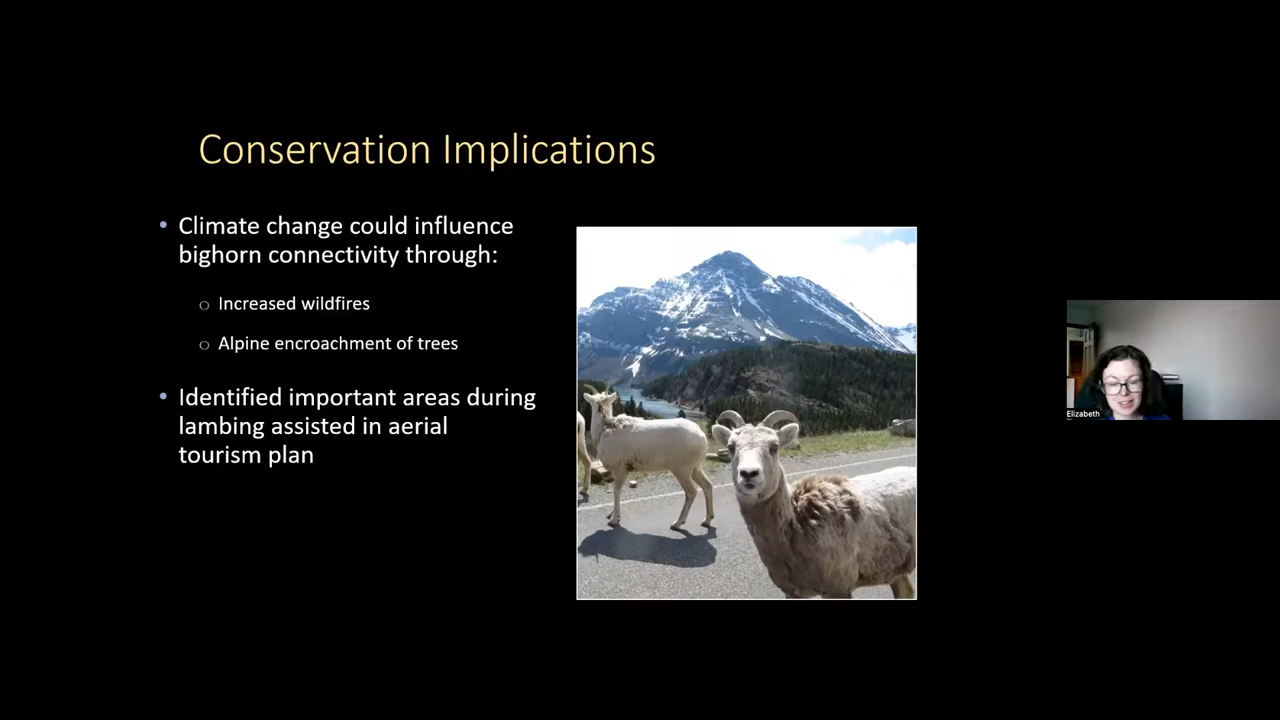 Conservation Implications
• Climate change could influence
bighorn connectivity through:
○ Increased wildfires
○ Alpine encroachment of trees
• Identified important areas during
lambing assisted in aerial
tourism plan
Elizabeth